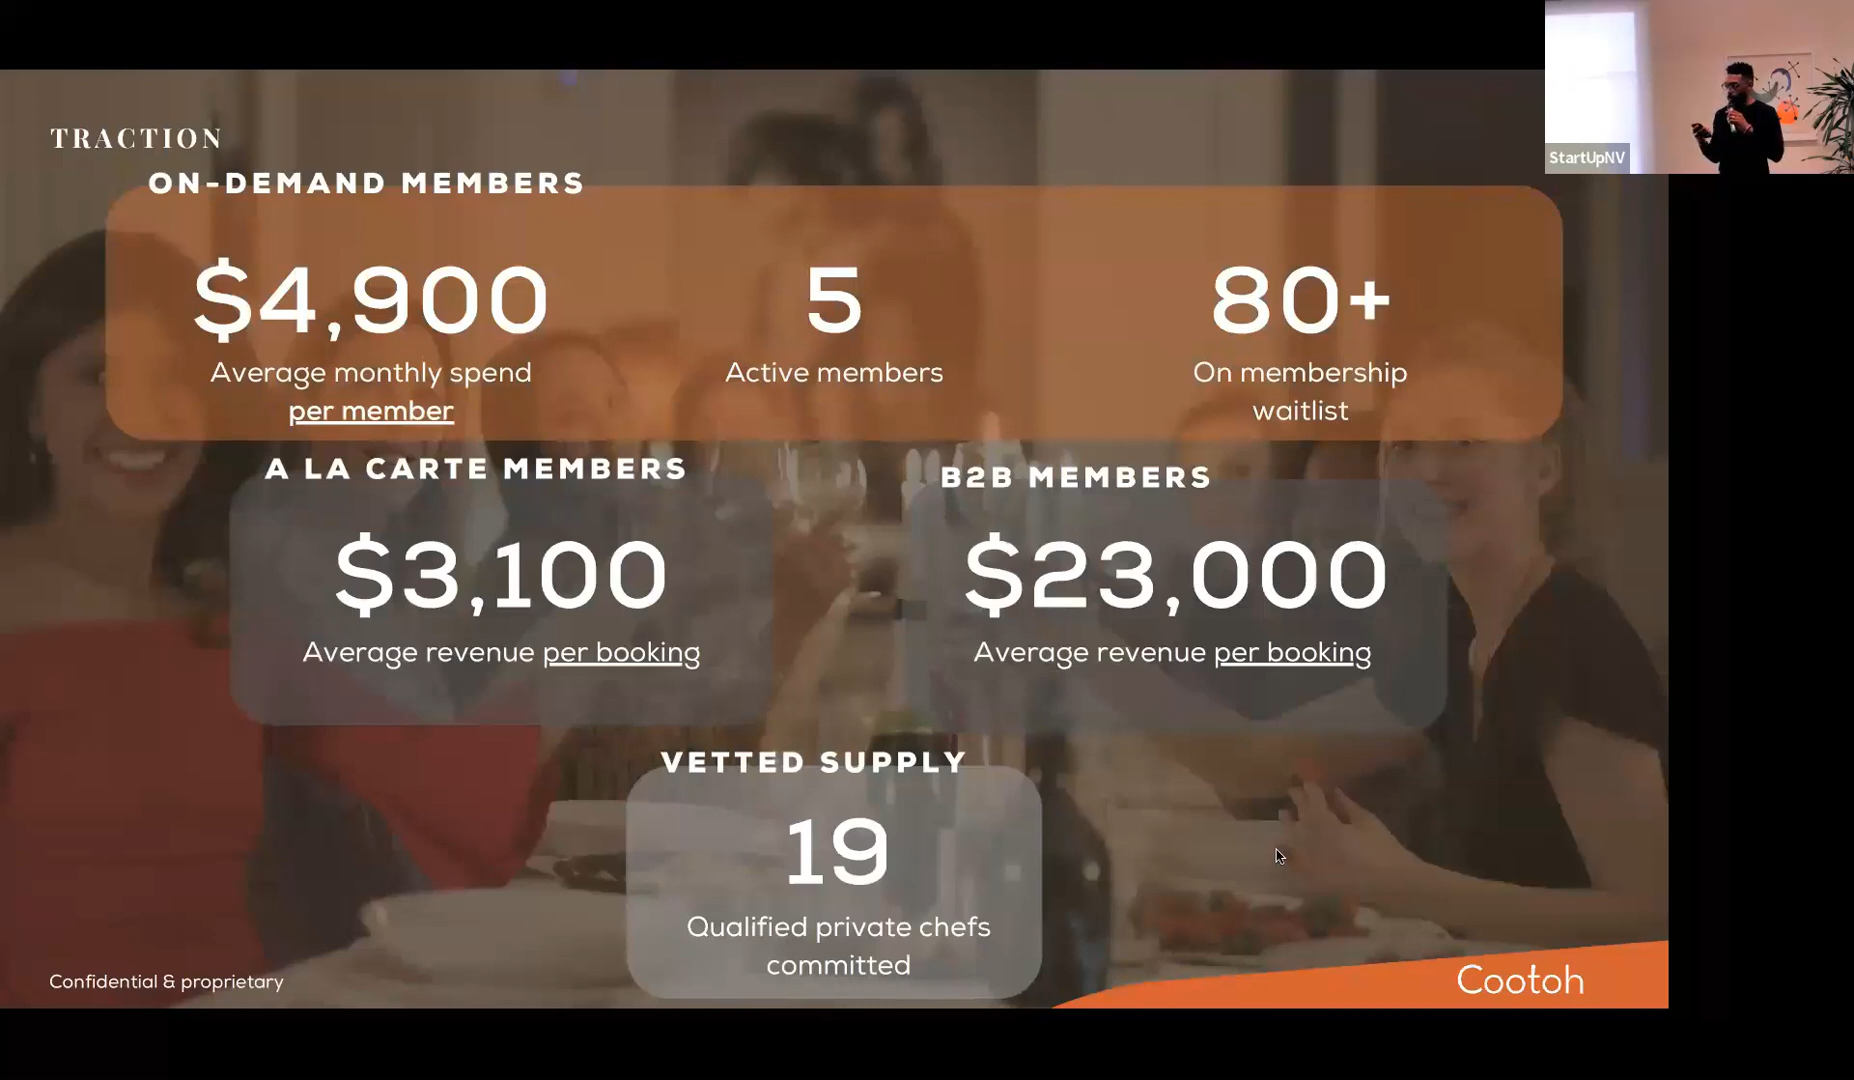 StartUpNV
TRACTION
ON-DEMAND MEMBERS
$4,900
Average monthly spend
per member
5
Active members
80+
On membership
waitlist
A LA CARTE MEMBERS
$3,100
Average revenue per booking
B2B MEMBERS
$23,000
Average revenue per booking
VETTED SUPPLY
19
Qualified private chefs
committed
Confidential & proprietary
Cootoh